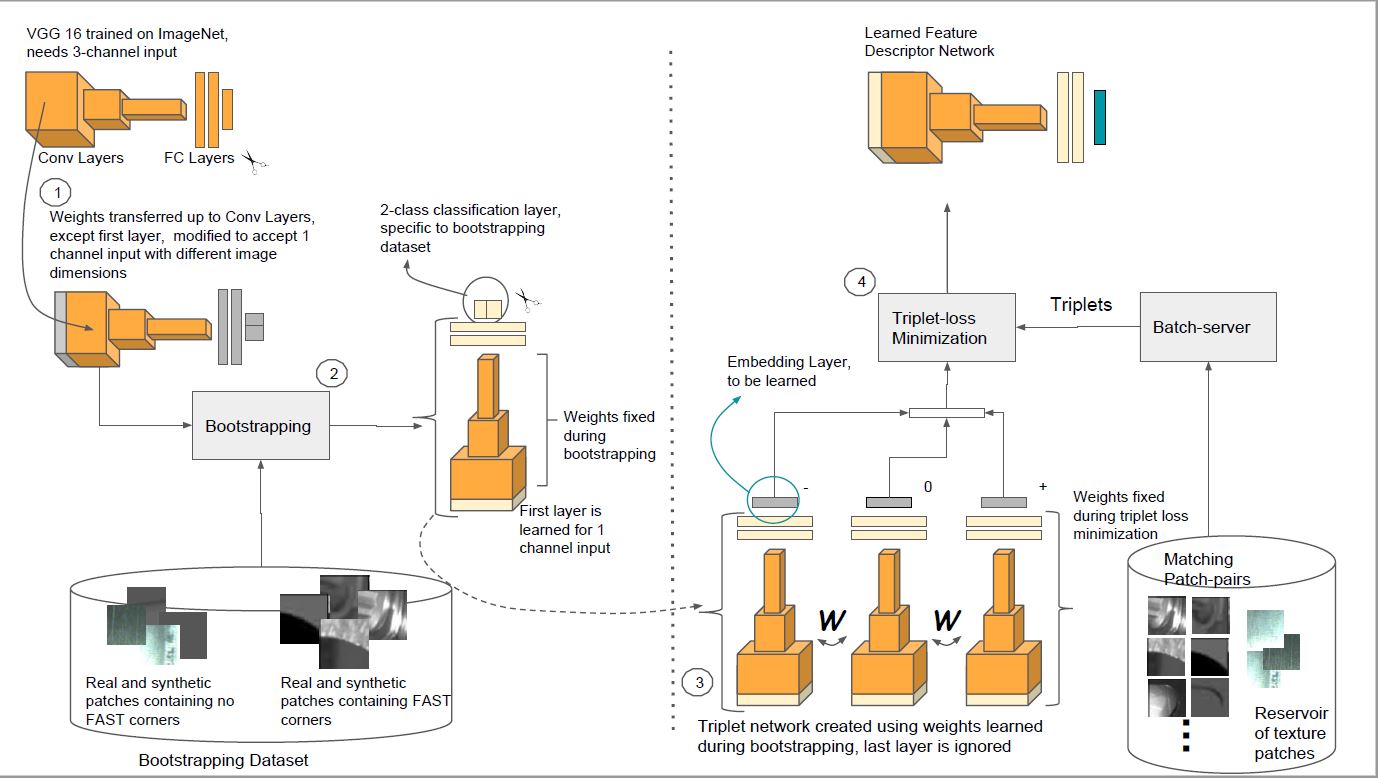 VGG 16 trained on ImageNet,
needs 3-channel input
Conv Layers
FC Layers
1
Weights transferred up to Conv Layers,
except first layer, modified to accept 1
channel input with different image
dimensions
2-class classification layer,
specific to bootstrapping
dataset
2
Bootstrapping
Weights fixed
during
bootstrapping
First layer is
learned for 1
channel input
Real and synthetic
patches containing no
FAST corners
Real and synthetic
patches containing FAST
corners
Bootstrapping Dataset
Learned Feature
Descriptor Network
4
Triplet-loss
Minimization
Triplets
Batch-server
Embedding Layer,
to be learned
-
0
+
Weights fixed
during triplet loss
minimization
W
W
3
Triplet network created using weights learned
during bootstrapping, last layer is ignored
Matching
Patch-pairs
Reservoir
of texture
patches